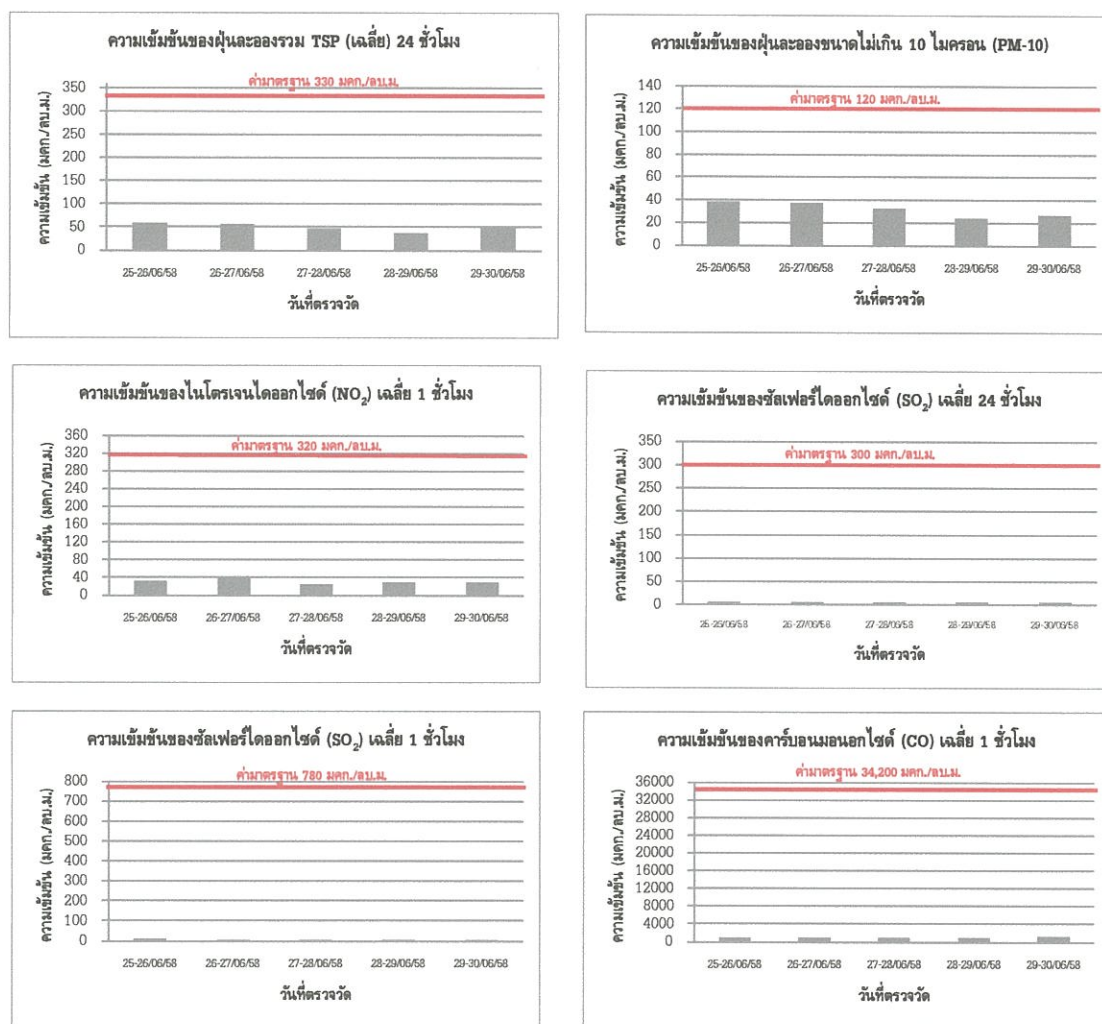 ความเข้มข้นของฝุ่นละอองรวม TSP (เฉลี่ย) 24 ชั่วโมง
ค่ามาตรฐาน 330 มคก./ลบ.ม.
ความเข้มข้น (มคก./ลบ.ม.)
350
300
250
200
150
100
50
0
25-26/06/58 26-27/06/58 27-28/06/58 28-29/06/58 29-30/06/58
วันที่ตรวจวัด
ความเข้มข้นของฝุ่นละอองขนาดไม่เกิน 10 ไมครอน (PM-10)
ค่ามาตรฐาน 120 มคก./ลบ.ม.
ความเข้มข้น (มคก./ลบ.ม.)
140
120
100
80
60
40
20
0
25-26/06/58 26-27/06/58 27-28/06/58 28-29/06/58 29-30/06/58
วันที่ตรวจวัด
ความเข้มข้นของไนโตรเจนไดออกไซด์ (NO₂) เฉลี่ย 1 ชั่วโมง
ค่ามาตรฐาน 320 มคก./ลบ.ม.
ความเข้มข้น (มคก./ลบ.ม.)
360
320
280
240
200
160
120
80
40
0
25-26/06/58 26-27/06/58 27-28/06/58 28-29/06/58 29-30/06/58
วันที่ตรวจวัด
ความเข้มข้นของซัลเฟอร์ไดออกไซด์ (SO₂) เฉลี่ย 24 ชั่วโมง
ค่ามาตรฐาน 300 มคก./ลบ.ม.
ความเข้มข้น (มคก./ลบ.ม.)
350
300
250
200
150
100
50
0
25-26/06/58 26-27/06/58 27-28/06/58 28-29/06/58 29-30/06/58
วันที่ตรวจวัด
ความเข้มข้นของซัลเฟอร์ไดออกไซด์ (SO₂) เฉลี่ย 1 ชั่วโมง
ค่ามาตรฐาน 780 มคก./ลบ.ม.
ความเข้มข้น (มคก./ลบ.ม.)
800
700
600
500
400
300
200
100
0
25-26/06/58 26-27/06/58 27-28/06/58 28-29/06/58 29-30/06/58
วันที่ตรวจวัด
ความเข้มข้นของคาร์บอนมอนอกไซด์ (CO) เฉลี่ย 1 ชั่วโมง
ค่ามาตรฐาน 34,200 มคก./ลบ.ม.
ความเข้มข้น (มคก./ลบ.ม.)
36000
32000
28000
24000
20000
16000
12000
8000
4000
0
25-26/06/58 26-27/06/58 27-28/06/58 28-29/06/58 29-30/06/58
วันที่ตรวจวัด